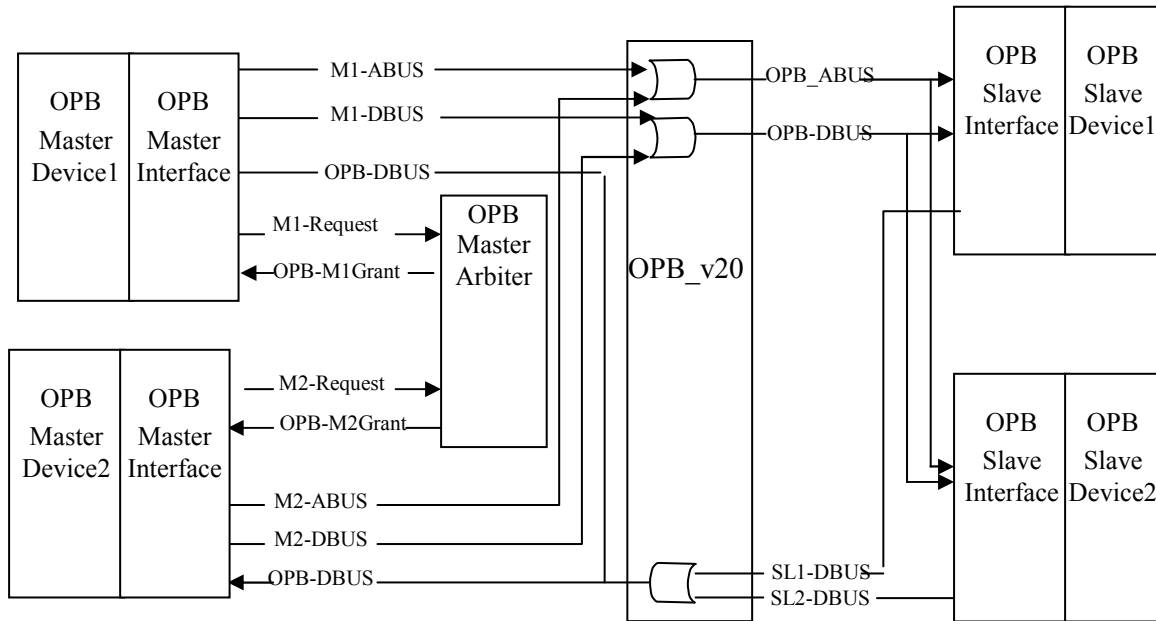 OPB
Master
Device1
OPB
Master
Interface
M1-ABUS
M1-DBUS
OPB-DBUS
M1-Request
OPB-M1Grant
OPB
Master
Arbiter
OPB_v20
OPB_ABUS
OPB-DBUS
OPB
Slave
Interface
OPB
Slave
Device1
OPB
Master
Device2
OPB
Master
Interface
M2-Request
OPB-M2Grant
M2-ABUS
M2-DBUS
OPB-DBUS
SL1-DBUS
SL2-DBUS
OPB
Slave
Interface
OPB
Slave
Device2